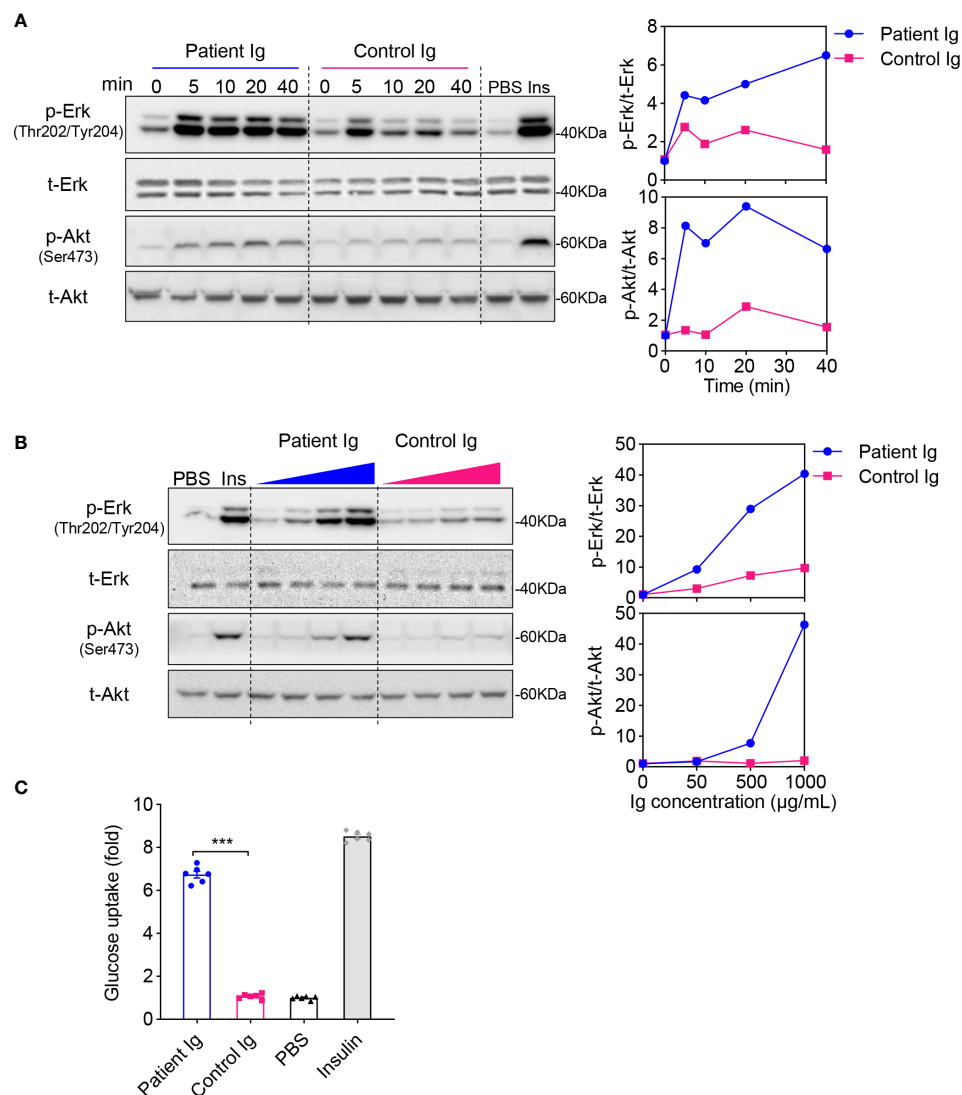 A
Patient Ig
Control Ig
min 0 5 10 20 40 0 5 10 20 40 PBS Ins
p-Erk
(Thr202/Tyr204)
-40KDa
t-Erk
-40KDa
p-Akt
(Ser473)
-60KDa
t-Akt
-60KDa
p-Erk/t-Erk
8
6
4
2
0
Patient Ig
Control Ig
p-Akt/t-Akt
10
8
6
4
2
0
0 10 20 30 40
Time (min)
B
Patient Ig
Control Ig
PBS Ins
p-Erk
(Thr202/Tyr204)
-40KDa
t-Erk
-40KDa
p-Akt
(Ser473)
-60KDa
t-Akt
-60KDa
p-Erk/t-Erk
50
40
30
20
10
0
Patient Ig
Control Ig
p-Akt/t-Akt
50
40
30
20
10
0
0 50 500 1000
Ig concentration (µg/mL)
C
Glucose uptake (fold)
10
8
6
4
2
0
***
Patient Ig
Control Ig
PBS
Insulin